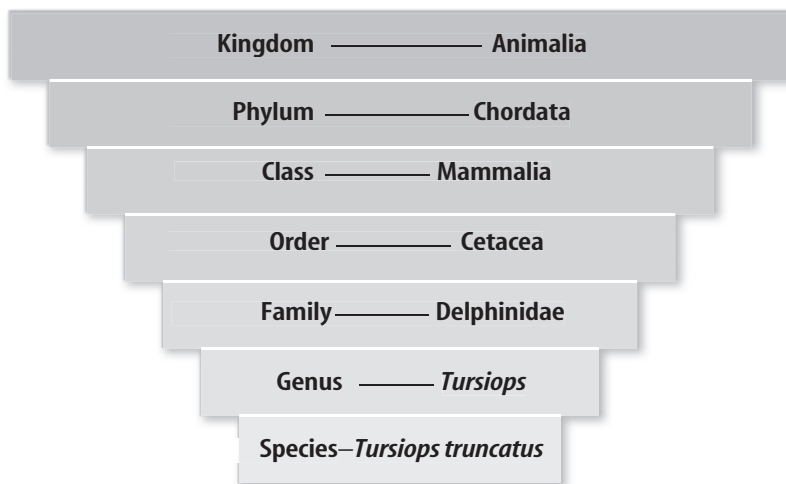 Kingdom — Animalia
Phylum — Chordata
Class — Mammalia
Order — Cetacea
Family — Delphinidae
Genus — Tursiops
Species–Tursiops truncatus